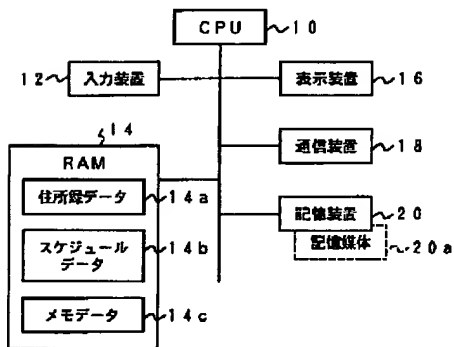 CPU
10
12
入力装置
表示装置
16
14
RAM
通信装置
18
住所録データ
14a
記憶装置
20
記憶媒体
20a
スケジュール
データ
14b
メモデータ
14c